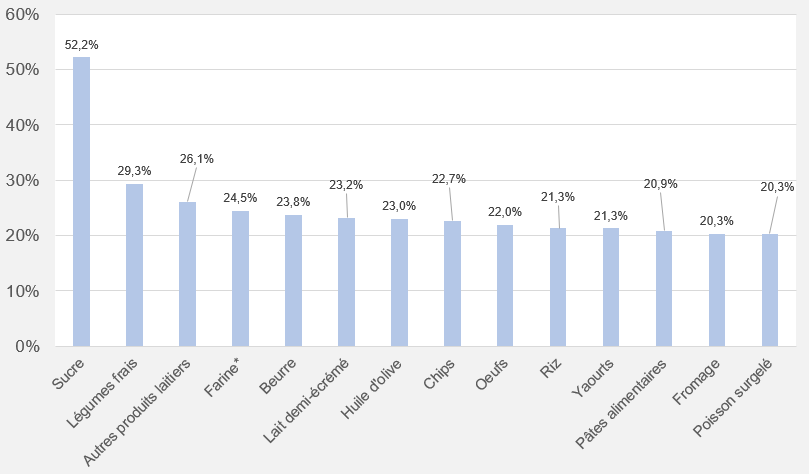 60%
50%
40%
30%
20%
10%
0%
52,2%
29,3%
26,1%
24,5%
23,8%
23,2%
23,0%
22,7%
22,0%
21,3%
21,3%
20,9%
20,3%
20,3%
Sucre
Légumes frais
Autres produits laitiers
Farine*
Beurre
Lait demi-écrémé
Huile d'olive
Chips
Oeufs
Riz
Yaourts
Pâtes alimentaires
Fromage
Poisson surgelé